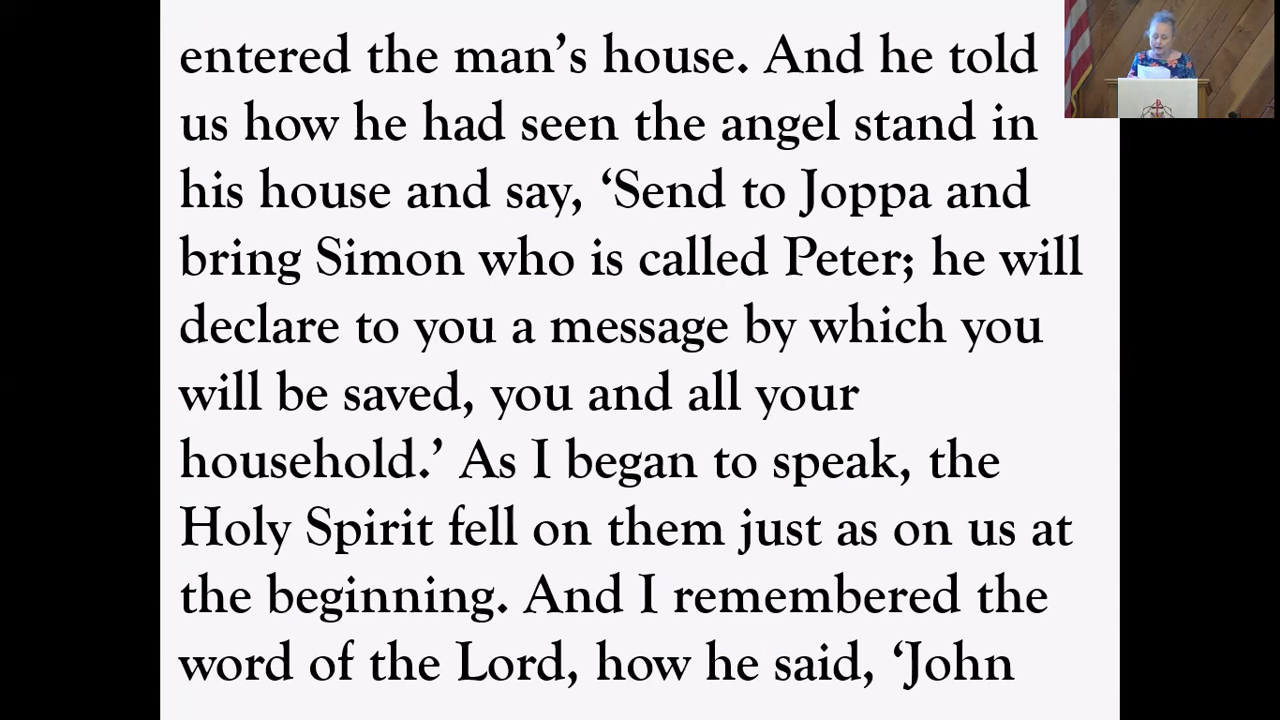 entered the man’s house. And he told
us how he had seen the angel stand in
his house and say, ‘Send to Joppa and
bring Simon who is called Peter; he will
declare to you a message by which you
will be saved, you and all your
household.’ As I began to speak, the
Holy Spirit fell on them just as on us at
the beginning. And I remembered the
word of the Lord, how he said, ‘John